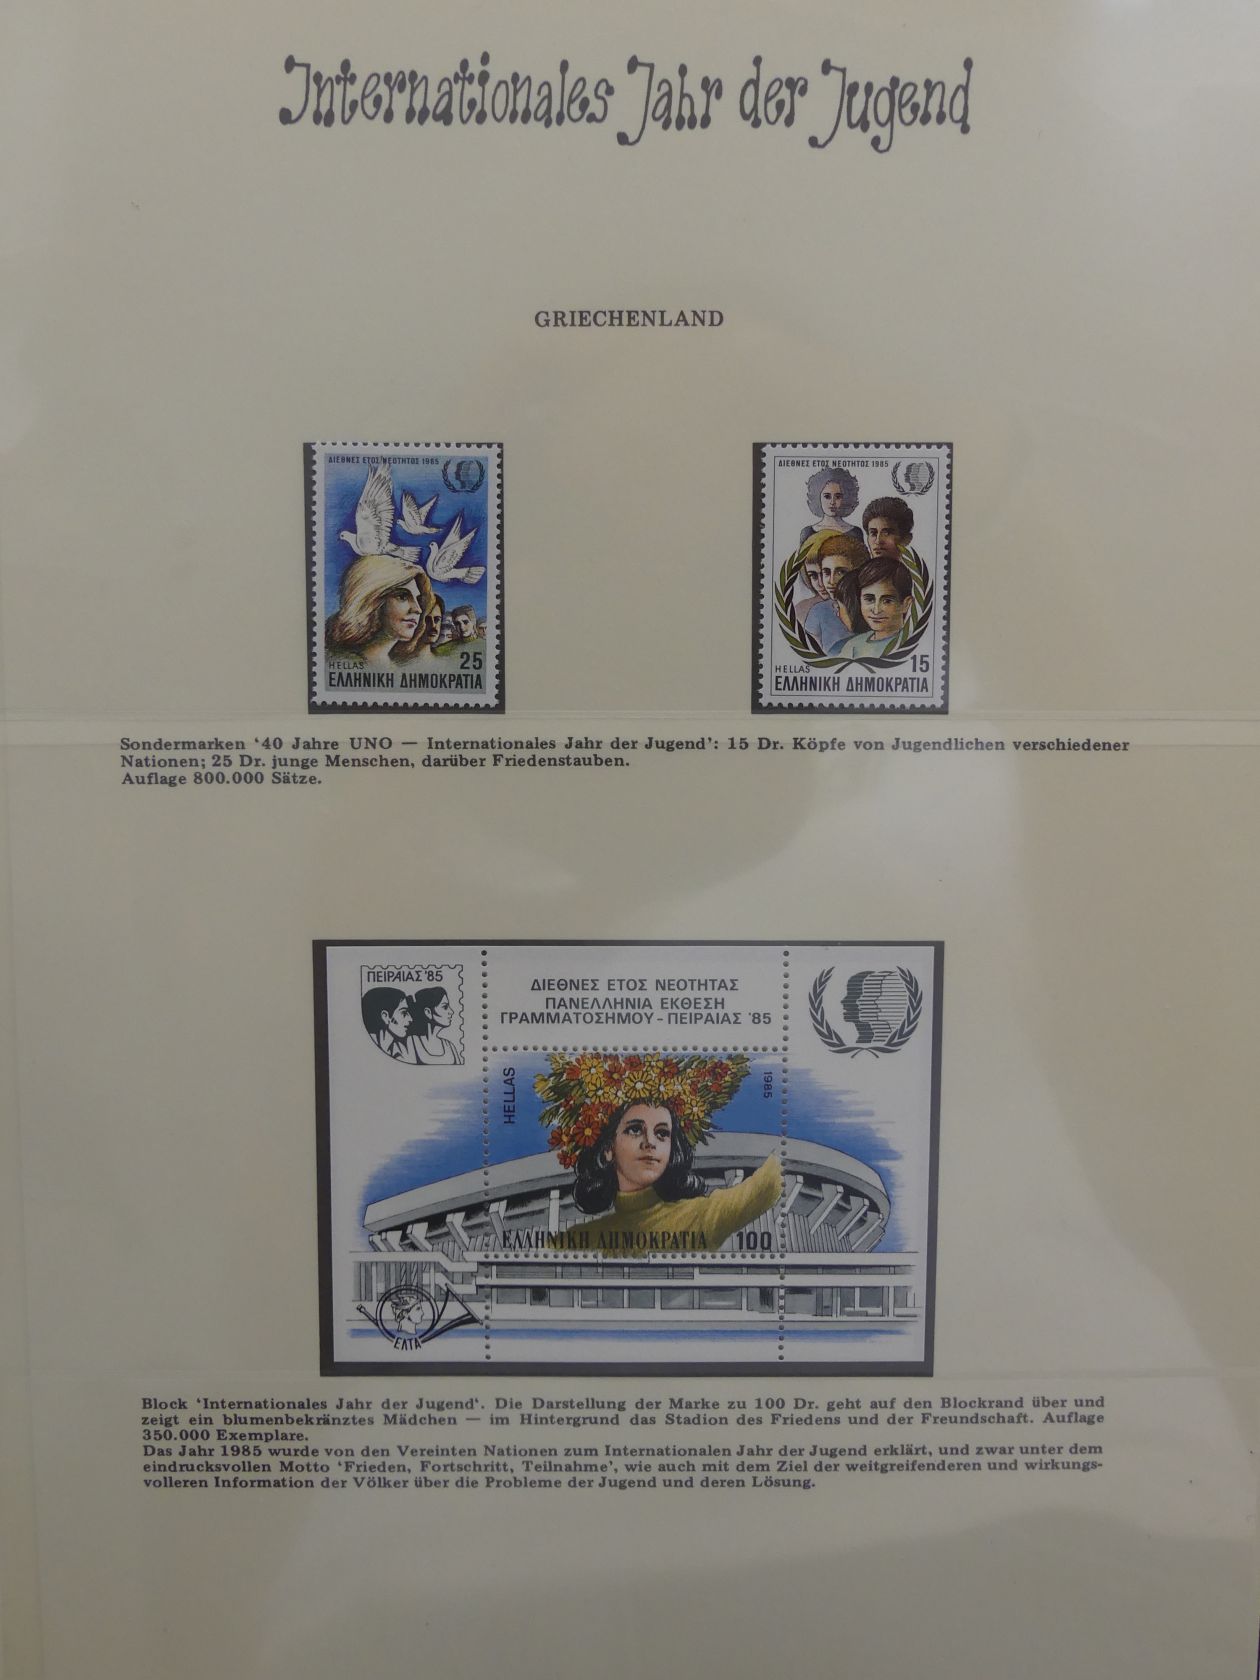 Internationales Jahr der Jugend
GRIECHENLAND
ΔΙΕΘΝΕΣ ΕΤΟΣ ΝΕΟΤΗΤΟΣ 1985
HELLAS
25
ΕΛΛΗΝΙΚΗ ΔΗΜΟΚΡΑΤΙΑ
ΔΙΕΘΝΕΣ ΕΤΟΣ ΝΕΟΤΗΤΟΣ 1985
HELLAS
15
ΕΛΛΗΝΙΚΗ ΔΗΜΟΚΡΑΤΙΑ
Sondermarken ‘40 Jahre UNO — Internationales Jahr der Jugend’: 15 Dr. Köpfe von Jugendlichen verschiedener
Nationen; 25 Dr. junge Menschen, darüber Friedenstauben.
Auflage 800.000 Sätze.
ΠΕΙΡΑΙΑΣ '85
ΔΙΕΘΝΕΣ ΕΤΟΣ ΝΕΟΤΗΤΑΣ
ΠΑΝΕΛΛΗΝΙΑ ΕΚΘΕΣΗ
ΓΡΑΜΜΑΤΟΣΗΜΟΥ - ΠΕΙΡΑΙΑΣ '85
HELLAS
1985
ΕΛΛΗΝΙΚΗ ΔΗΜΟΚΡΑΤΙΑ 100
ΕΛΤΑ
Block ‘Internationales Jahr der Jugend‘. Die Darstellung der Marke zu 100 Dr. geht auf den Blockrand über und
zeigt ein blumenbekränztes Mädchen — im Hintergrund das Stadion des Friedens und der Freundschaft. Auflage
350.000 Exemplare.
Das Jahr 1985 wurde von den Vereinten Nationen zum Internationalen Jahr der Jugend erklärt, und zwar unter dem
eindrucksvollen Motto ‘Frieden, Fortschritt, Teilnahme’, wie auch mit dem Ziel der weitgreifenderen und wirkungs-
volleren Information der Völker über die Probleme der Jugend und deren Lösung.